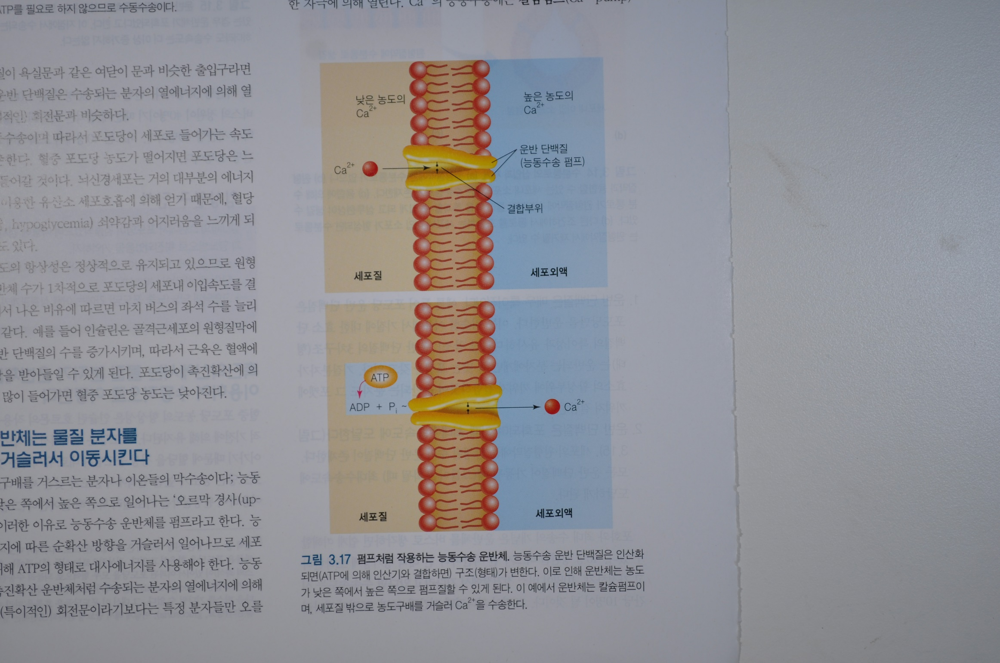 ATP를 필요로 하지 않으므로 수동수송이다.
질이 욕실문과 같은 여닫이 문과 비슷한 출입구라면
운반 단백질은 수송되는 분자의 열에너지에 의해 열
회전문과 비슷하다.
수송이며 따라서 포도당이 세포로 들어가는 속도
한다. 혈중 포도당 농도가 떨어지면 포도당은 느
들어갈 것이다. 뇌신경세포는 거의 대부분의 에너지
이용한 유산소 세포호흡에 의해 얻기 때문에, 혈당
hypoglycemia) 쇠약감과 어지러움을 느끼게 되
도 있다.
도의 항상성은 정상적으로 유지되고 있으므로 원형
반체 수가 1차적으로 포도당의 세포내 이입속도를 결
서 나온 비유에 따르면 마치 버스의 좌석 수를 늘리
같다. 예를 들어 인슐린은 골격근세포의 원형질막에
반 단백질의 수를 증가시키며, 따라서 근육은 혈액에
을 받아들일 수 있게 된다. 포도당이 촉진확산에 의
많이 들어가면 혈중 포도당 농도는 낮아진다.
반체는 물질 분자를
거슬러서 이동시킨다
구배를 거스르는 분자나 이온들의 막수송이다; 능동
낮은 쪽에서 높은 쪽으로 일어나는 ‘오르막 경사(up-
이러한 이유로 능동수송 운반체를 펌프라고 한다. 능
지에 따른 순확산 방향을 거슬러서 일어나므로 세포
해 ATP의 형태로 대사에너지를 사용해야 한다. 능동
촉진확산 운반체처럼 수송되는 분자의 열에너지에 의해
(특이적인) 회전문이라기보다는 특정 분자들만 오를
한 자극에 의해 열린다. Ca 의 능동수송에는 칼슘펌프(Ca pump)
낮은 농도의
Ca²⁺
높은 농도의
Ca²⁺
운반 단백질
(능동수송 펌프)
Ca²⁺
결합부위
세포질
세포외액
ATP
ADP + Pᵢ ~
Ca²⁺
세포질
세포외액
그림 3.17 펌프처럼 작용하는 능동수송 운반체. 능동수송 운반 단백질은 인산화
되면(ATP에 의해 인산기와 결합하면) 구조(형태)가 변한다. 이로 인해 운반체는 농도
가 낮은 쪽에서 높은 쪽으로 펌프질할 수 있게 된다. 이 예에서 운반체는 칼슘펌프이
며, 세포질 밖으로 농도구배를 거슬러 Ca²⁺을 수송한다.